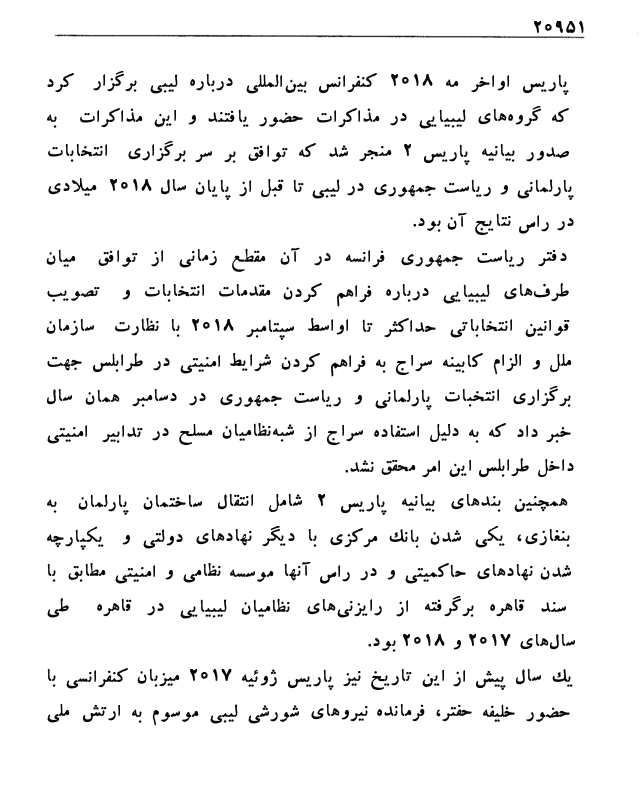 ۲۰۹۵۱
پاریس اواخر مه ۲۰۱۸ کنفرانس بین‌المللی درباره لیبی برگزار کرد
که گروه‌های لیبیایی در مذاکرات حضور یافتند و این مذاکرات به
صدور بیانیه پاریس ۲ منجر شد که توافق بر سر برگزاری انتخابات
پارلمانی و ریاست جمهوری در لیبی تا قبل از پایان سال ۲۰۱۸ میلادی
در راس نتایج آن بود.
دفتر ریاست جمهوری فرانسه در آن مقطع زمانی از توافق میان
طرف‌های لیبیایی درباره فراهم کردن مقدمات انتخابات و تصویب
قوانین انتخاباتی حداکثر تا اواسط سپتامبر ۲۰۱۸ با نظارت سازمان
ملل و الزام کابینه سراج به فراهم کردن شرایط امنیتی در طرابلس جهت
برگزاری انتخبات پارلمانی و ریاست جمهوری در دسامبر همان سال
خبر داد که به دلیل استفاده سراج از شبه‌نظامیان مسلح در تدابیر امنیتی
داخل طرابلس این امر محقق نشد.
همچنین بندهای بیانیه پاریس ۲ شامل انتقال ساختمان پارلمان به
بنغازی، یکی شدن بانك مرکزی با دیگر نهادهای دولتی و یکپارچه
شدن نهادهای حاکمیتی و در راس آنها موسسه نظامی و امنیتی مطابق با
سند قاهره برگرفته از رایزنی‌های نظامیان لیبیایی در قاهره طی
سال‌های ۲۰۱۷ و ۲۰۱۸ بود.
یك سال پیش از این تاریخ نیز پاریس ژوئیه ۲۰۱۷ میزبان کنفرانسی با
حضور خلیفه حفتر، فرمانده نیروهای شورشی لیبی موسوم به ارتش ملی